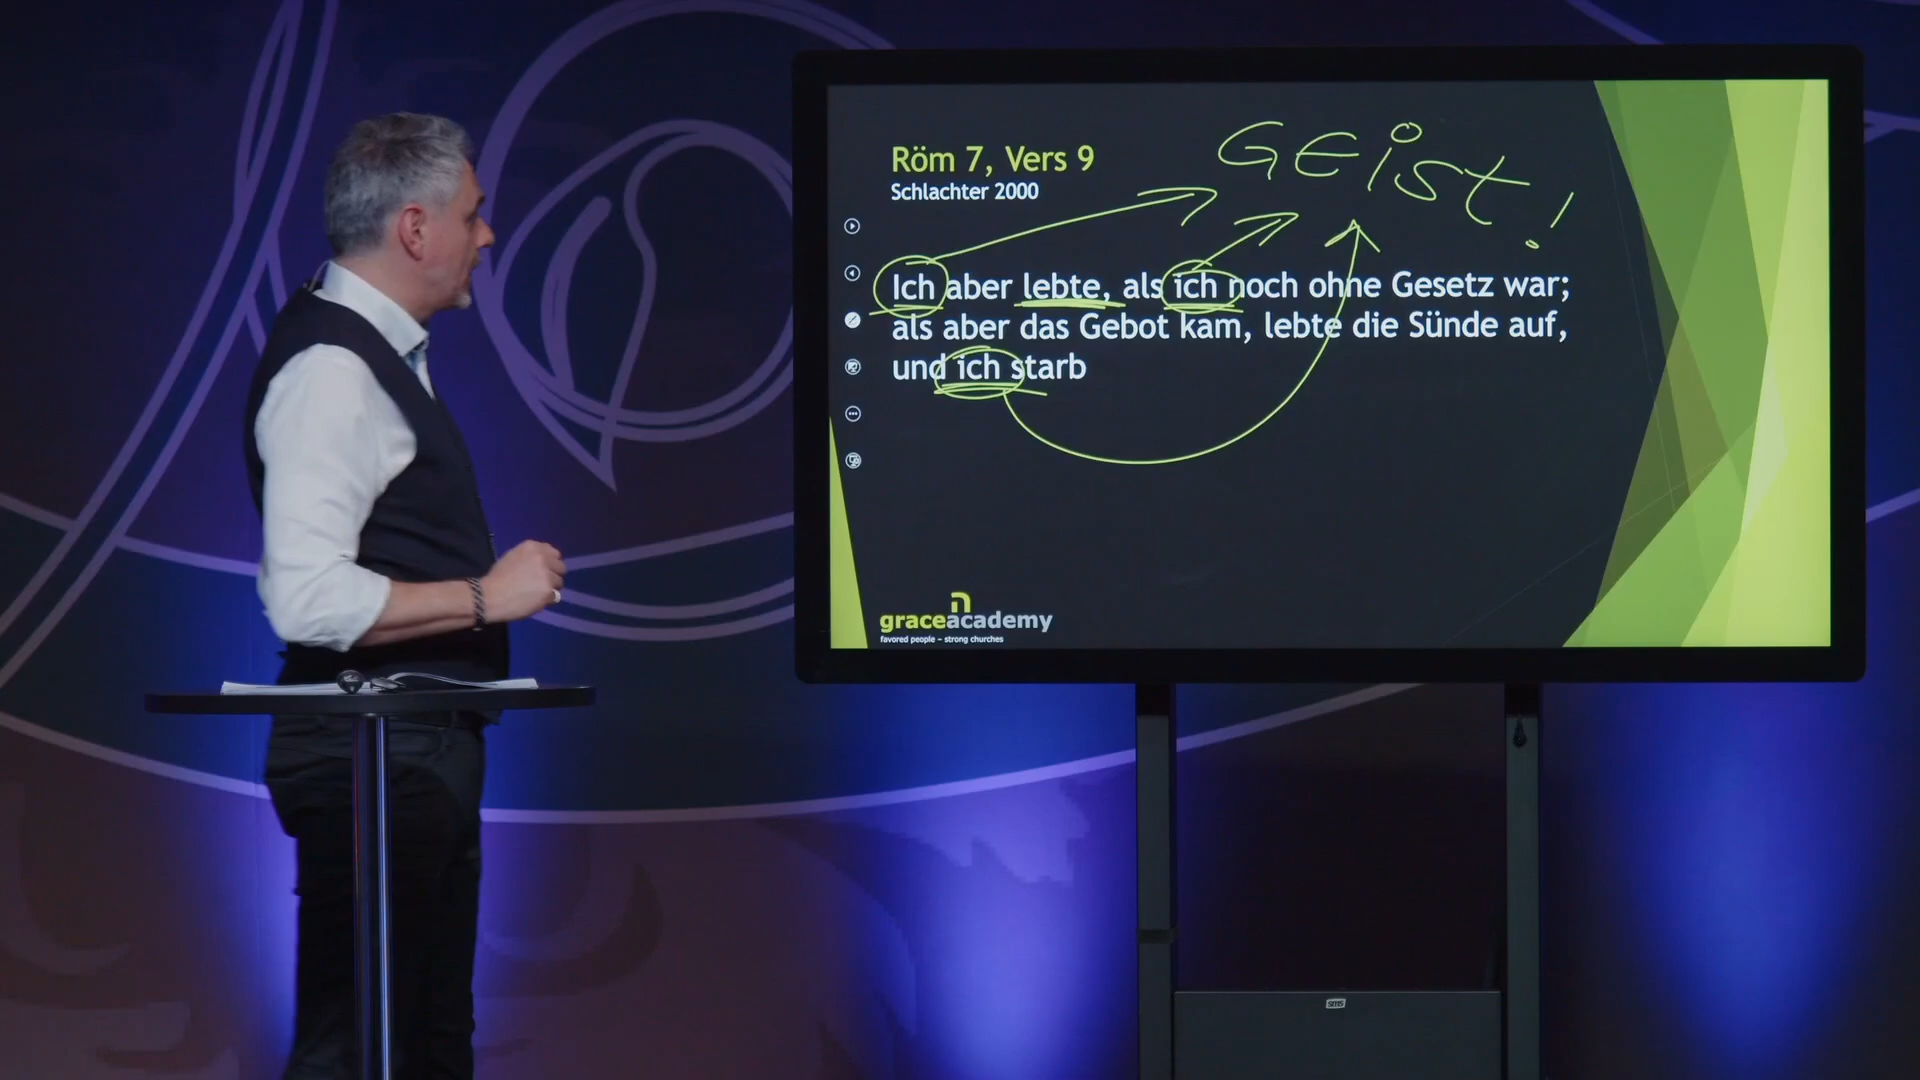 GEist!
Röm 7, Vers 9
Schlachter 2000
Ich aber lebte, als ich noch ohne Gesetz war;
als aber das Gebot kam, lebte die Sünde auf,
und ich starb
graceacademy
favored people – strong churches
sms